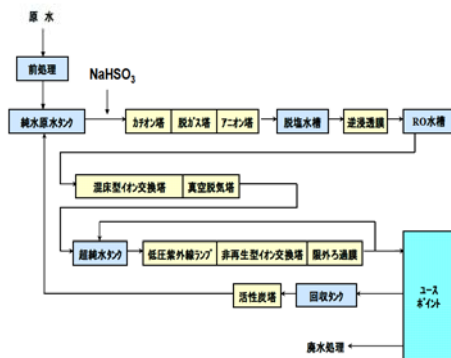 原 水
前処理
NaHSO3
純水原水タンク
ｶﾁｵﾝ塔
脱ｶﾞｽ塔
ｱﾆｵﾝ塔
脱塩水槽
逆浸透膜
RO水槽
混床型イオン交換塔
真空脱気塔
超純水タンク
低圧紫外線ランプ
非再生型イオン交換塔
限外ろ過膜
ﾕｰｽ
ﾎﾟｲﾝﾄ
活性炭塔
回収タンク
廃水処理